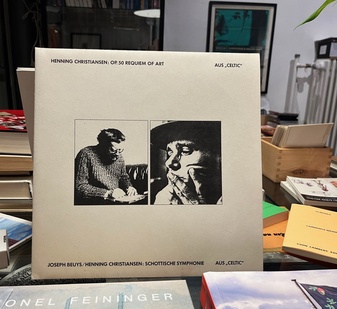 HENNING CHRISTIANSEN: OP. 50 REQUIEM OF ART AUS „CELTIC"
JOSEPH BEUYS/HENNING CHRISTIANSEN: SCHOTTISCHE SYMPHONIE AUS „CELTIC"
ONEL FEININGER